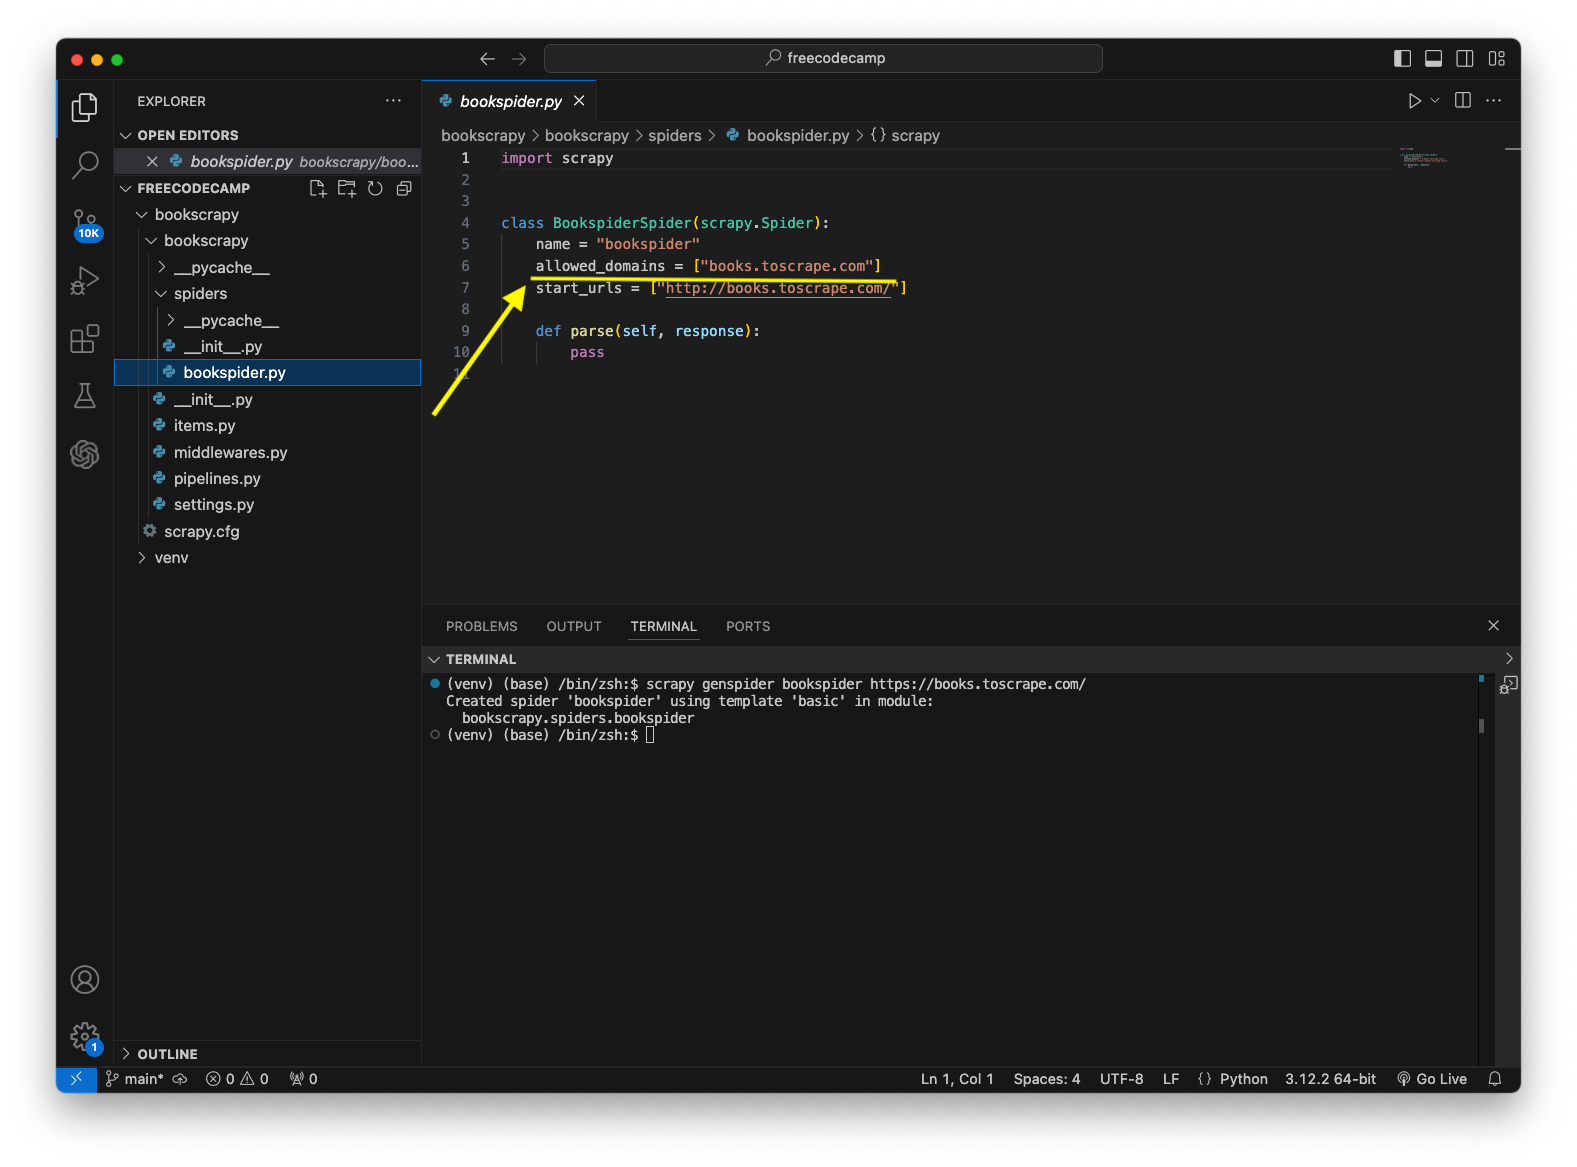 freecodecamp
EXPLORER
OPEN EDITORS
bookspider.py bookscrapy/boo...
FREECODECAMP
bookscrapy
bookscrapy
__pycache__
spiders
__pycache__
__init__.py
bookspider.py
__init__.py
items.py
middlewares.py
pipelines.py
settings.py
scrapy.cfg
venv
OUTLINE
10K
1
bookspider.py
bookscrapy > bookscrapy > spiders > bookspider.py > {} scrapy
1 import scrapy
2
3
4 class BookspiderSpider(scrapy.Spider):
5 name = "bookspider"
6 allowed_domains = ["books.toscrape.com"]
7 start_urls = ["http://books.toscrape.com/"]
8
9 def parse(self, response):
10 pass
11
PROBLEMS OUTPUT TERMINAL PORTS
TERMINAL
(venv) (base) /bin/zsh:$ scrapy genspider bookspider https://books.toscrape.com/
Created spider 'bookspider' using template 'basic' in module:
bookscrapy.spiders.bookspider
(venv) (base) /bin/zsh:$
main* 0 0 0 Ln 1, Col 1 Spaces: 4 UTF-8 LF {} Python 3.12.2 64-bit Go Live